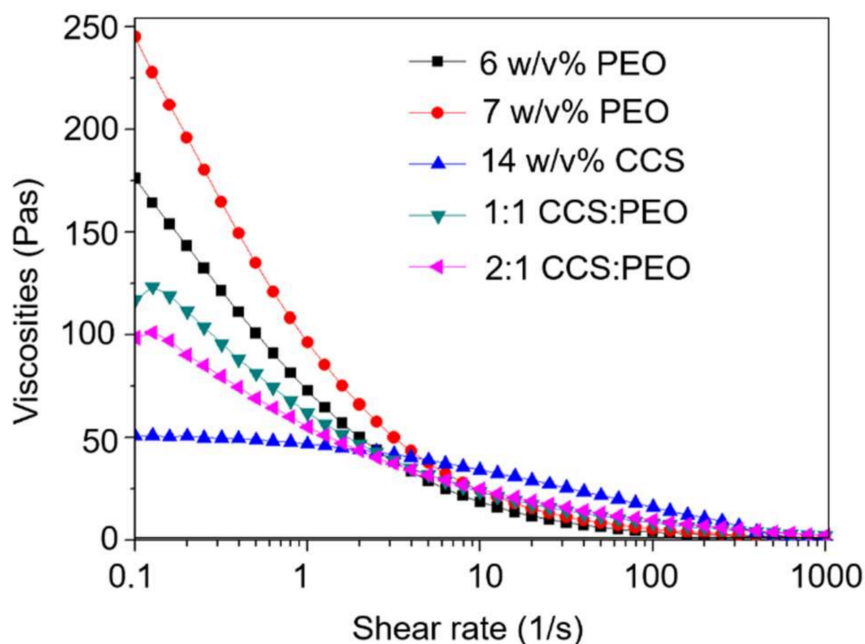 250
200
150
100
50
0
Viscosities (Pas)
6 w/v% PEO
7 w/v% PEO
14 w/v% CCS
1:1 CCS:PEO
2:1 CCS:PEO
0.1 1 10 100 1000
Shear rate (1/s)